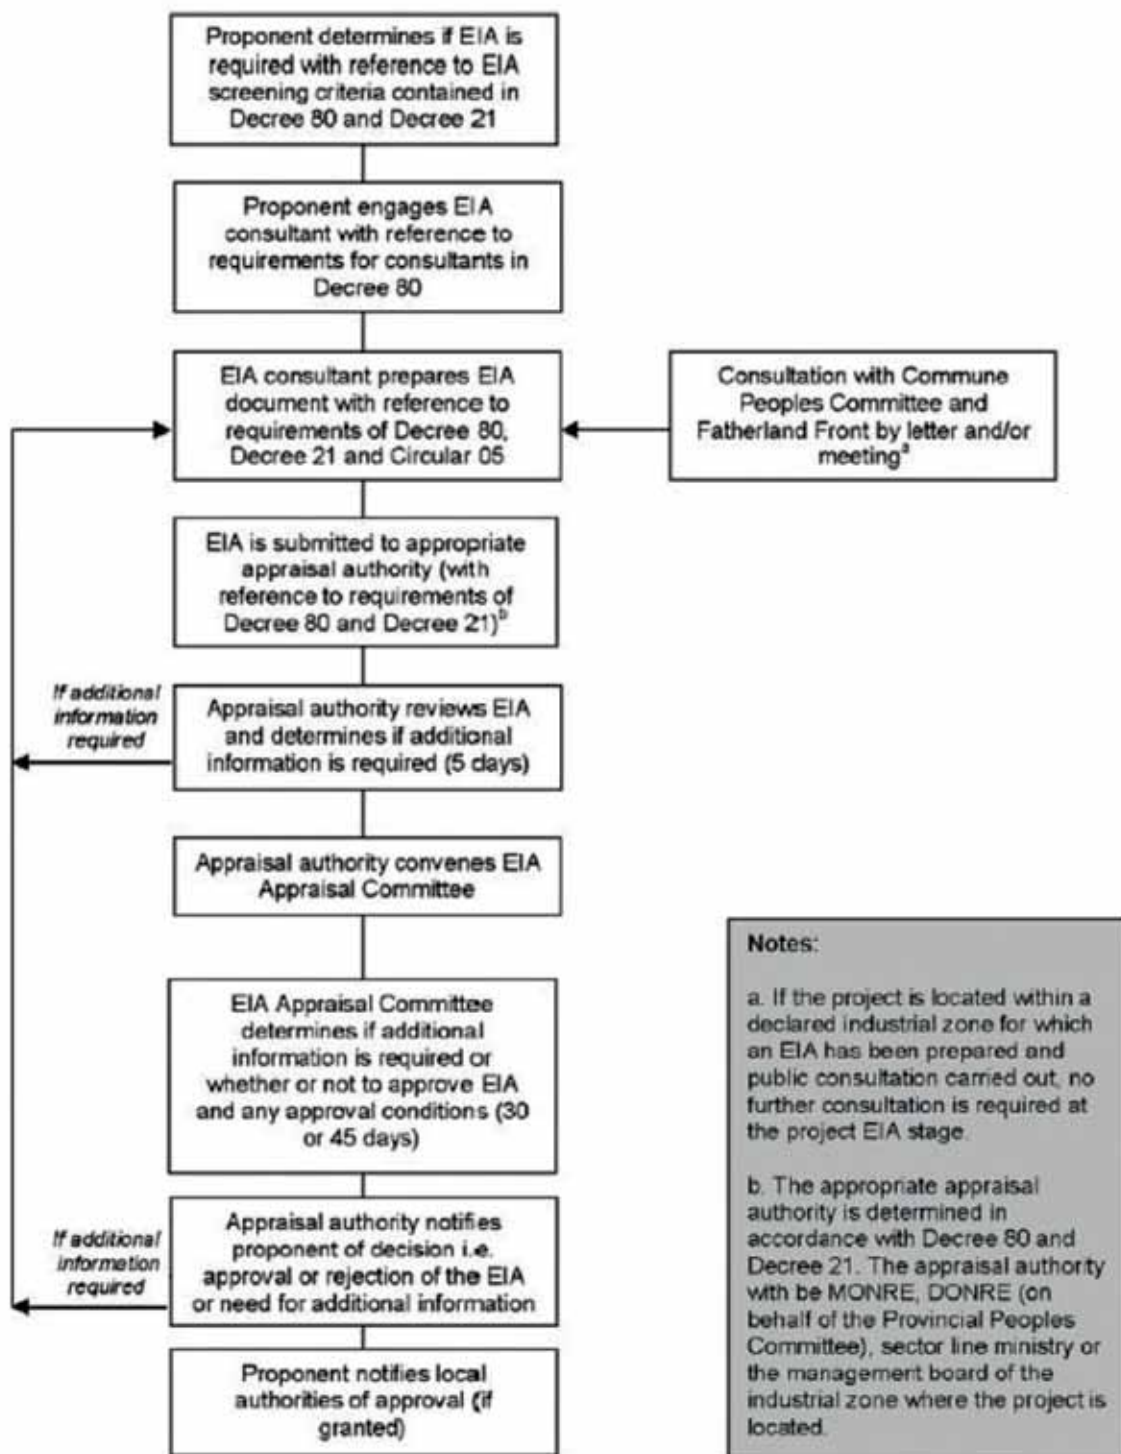 Proponent determines if EIA is
required with reference to EIA
screening criteria contained in
Decree 80 and Decree 21
Proponent engages EIA
consultant with reference to
requirements for consultants in
Decree 80
EIA consultant prepares EIA
document with reference to
requirements of Decree 80,
Decree 21 and Circular 05
Consultation with Commune
Peoples Committee and
Fatherland Front by letter and/or
meeting^a
EIA is submitted to appropriate
appraisal authority (with
reference to requirements of
Decree 80 and Decree 21)^b
If additional
information
required
Appraisal authority reviews EIA
and determines if additional
information is required (5 days)
Appraisal authority convenes EIA
Appraisal Committee
EIA Appraisal Committee
determines if additional
information is required or
whether or not to approve EIA
and any approval conditions (30
or 45 days)
If additional
information
required
Appraisal authority notifies
proponent of decision i.e.
approval or rejection of the EIA
or need for additional information
Proponent notifies local
authorities of approval (if
granted)
Notes:
a. If the project is located within a
declared industrial zone for which
an EIA has been prepared and
public consultation carried out, no
further consultation is required at
the project EIA stage.
b. The appropriate appraisal
authority is determined in
accordance with Decree 80 and
Decree 21. The appraisal authority
with be MONRE, DONRE (on
behalf of the Provincial Peoples
Committee), sector line ministry or
the management board of the
industrial zone where the project is
located.